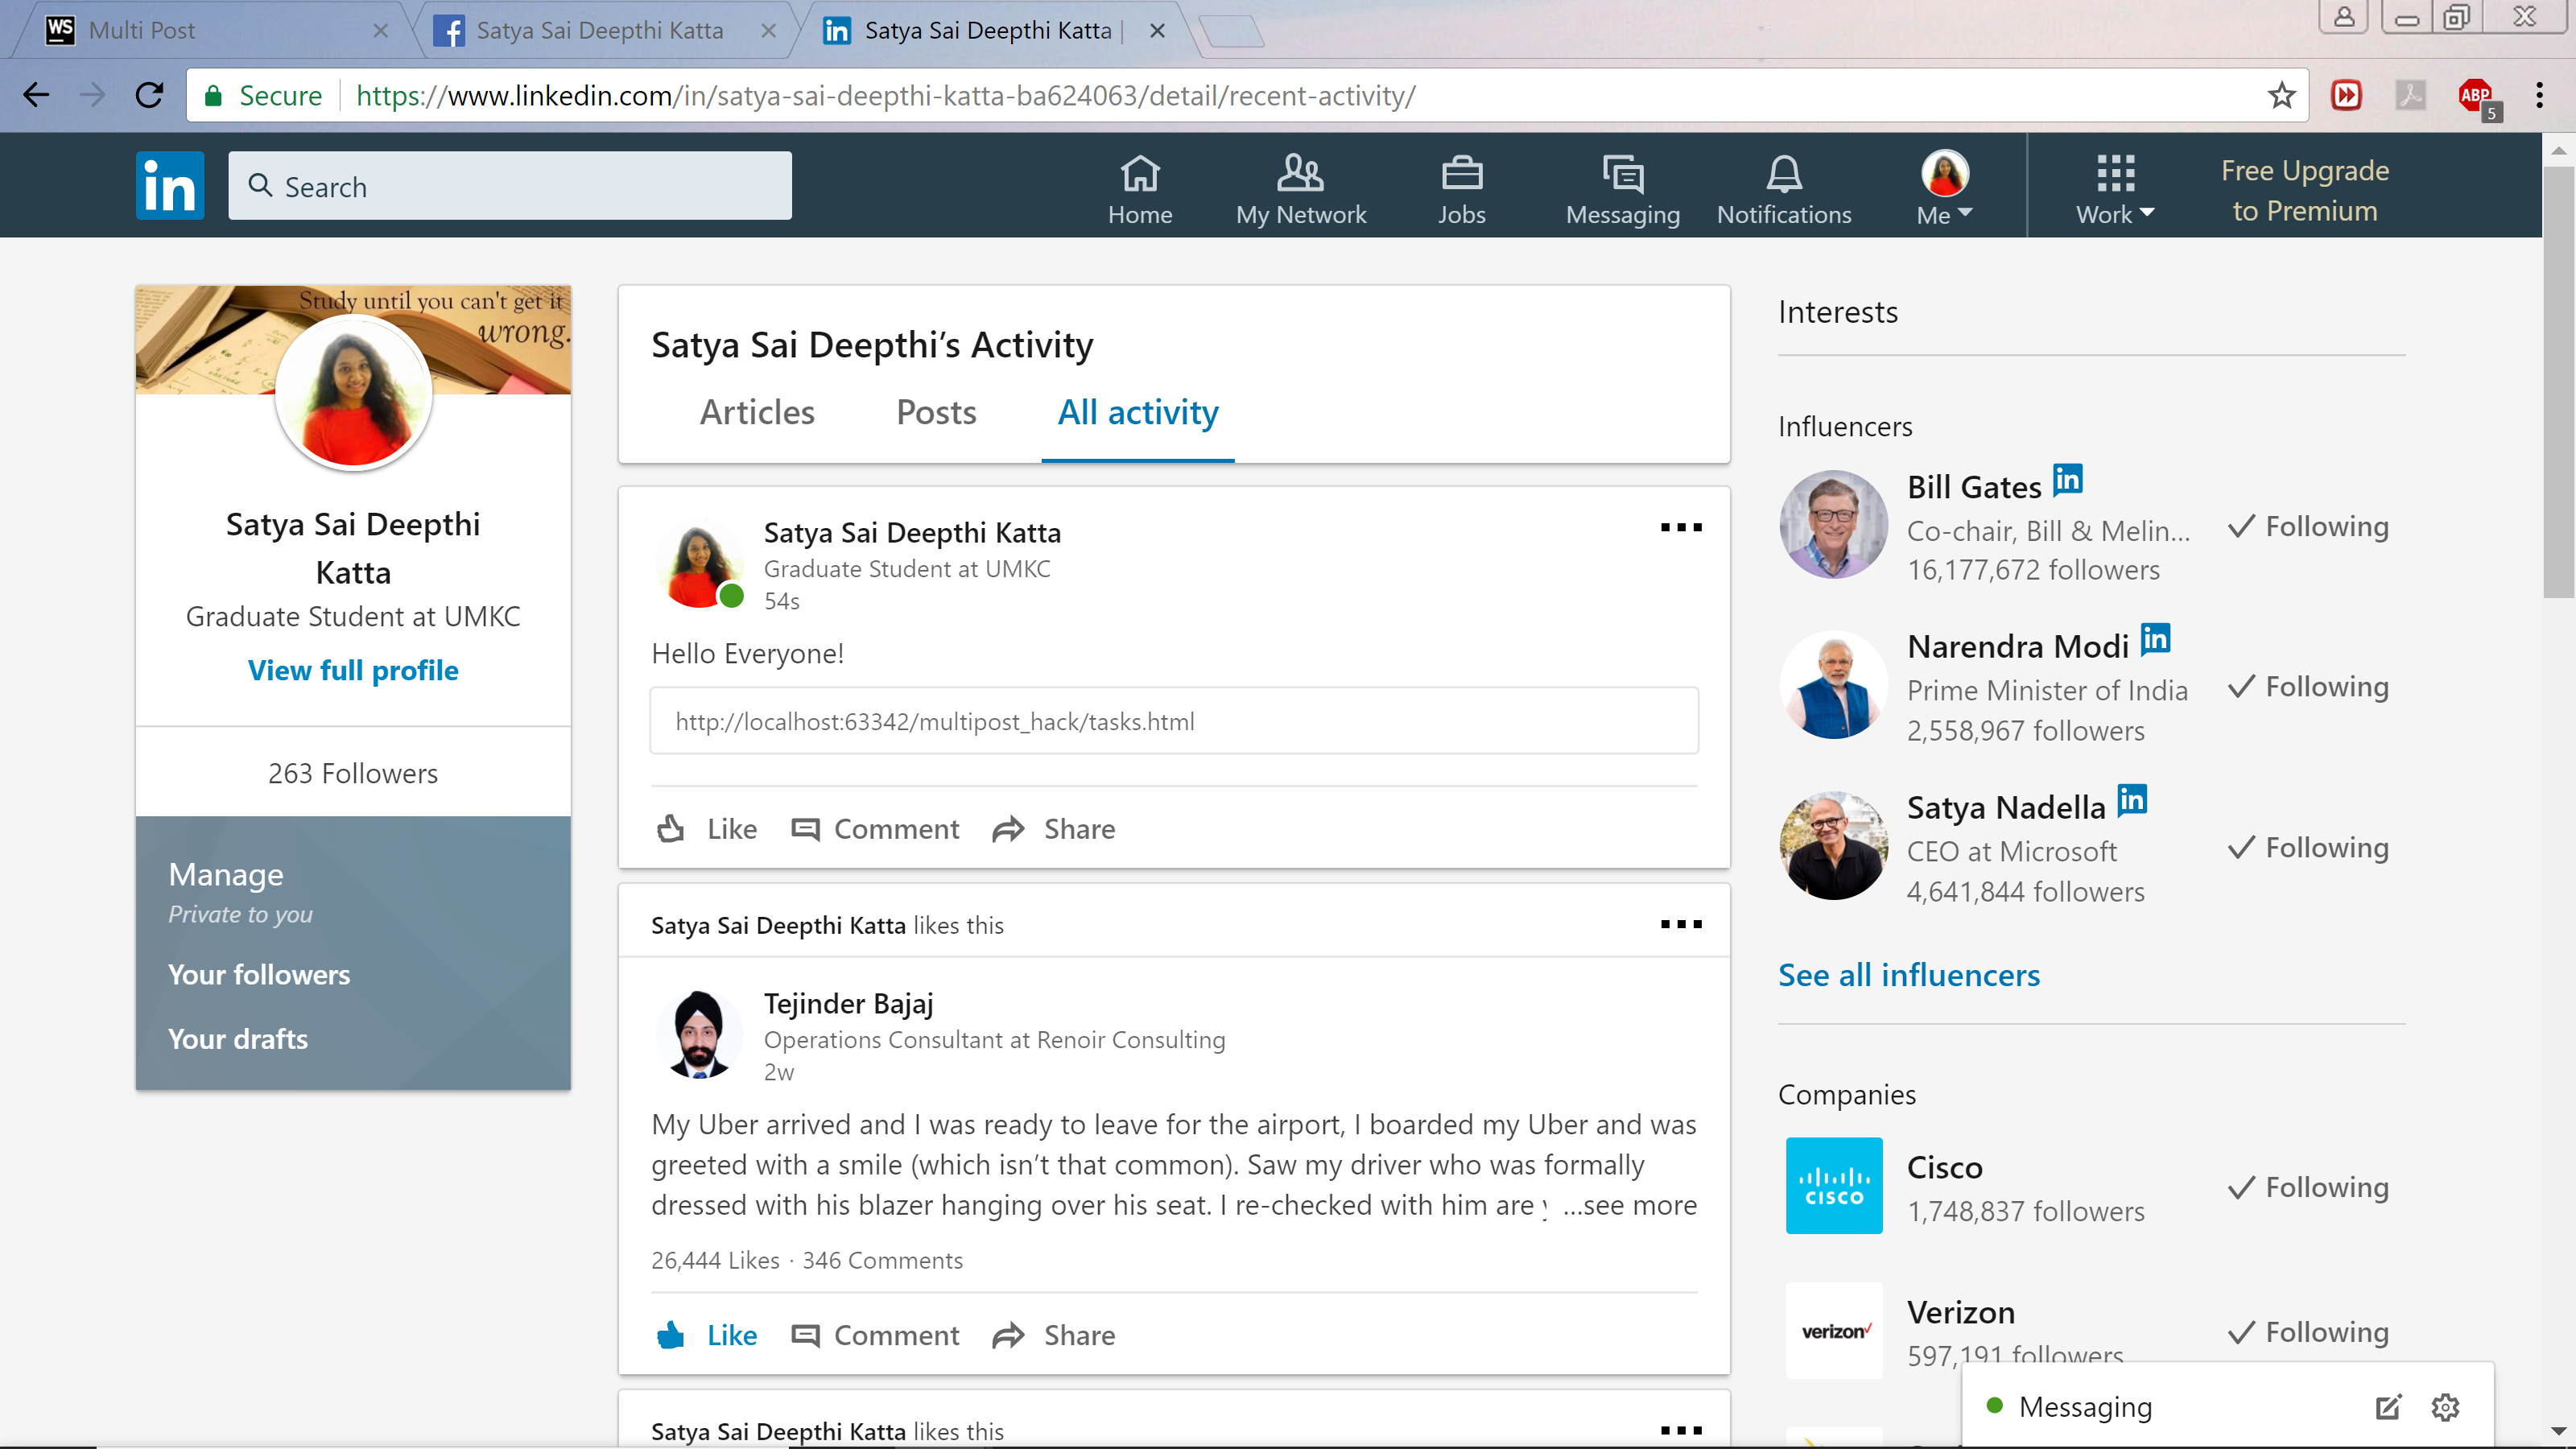 WS Multi Post
Satya Sai Deepthi Katta
Satya Sai Deepthi Katta |
Secure
https://www.linkedin.com/in/satya-sai-deepthi-katta-ba624063/detail/recent-activity/
ABP
5
in
Search
Home
My Network
Jobs
Messaging
Notifications
Me
Work
Free Upgrade
to Premium
Study until you can't get it
wrong.
Satya Sai Deepthi
Katta
Graduate Student at UMKC
View full profile
263 Followers
Manage
Private to you
Your followers
Your drafts
Satya Sai Deepthi’s Activity
Articles
Posts
All activity
Satya Sai Deepthi Katta
Graduate Student at UMKC
54s
Hello Everyone!
http://localhost:63342/multipost_hack/tasks.html
Like
Comment
Share
Satya Sai Deepthi Katta likes this
Tejinder Bajaj
Operations Consultant at Renoir Consulting
2w
My Uber arrived and I was ready to leave for the airport, I boarded my Uber and was
greeted with a smile (which isn’t that common). Saw my driver who was formally
dressed with his blazer hanging over his seat. I re-checked with him are ...see more
26,444 Likes · 346 Comments
Like
Comment
Share
Satya Sai Deepthi Katta likes this
Interests
Influencers
Bill Gates in
Co-chair, Bill & Melin...
16,177,672 followers
Following
Narendra Modi in
Prime Minister of India
2,558,967 followers
Following
Satya Nadella in
CEO at Microsoft
4,641,844 followers
Following
See all influencers
Companies
CISCO
Cisco
1,748,837 followers
Following
verizon
Verizon
597,191 followers
Following
Messaging